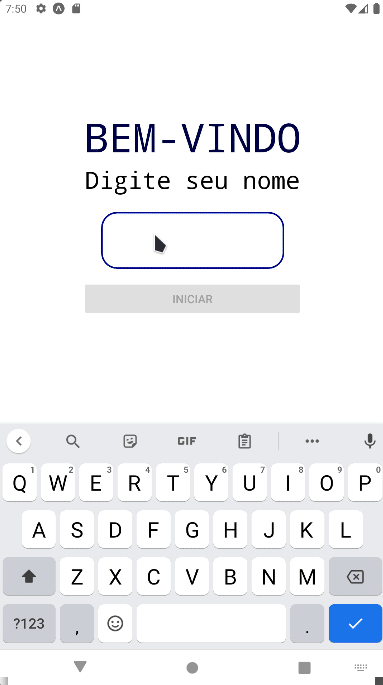 7:50
BEM-VINDO
Digite seu nome
INICIAR
GIF
Q 1 W 2 E 3 R 4 T 5 Y 6 U 7 I 8 O 9 P 0
A S D F G H J K L
Z X C V B N M
?123 , .